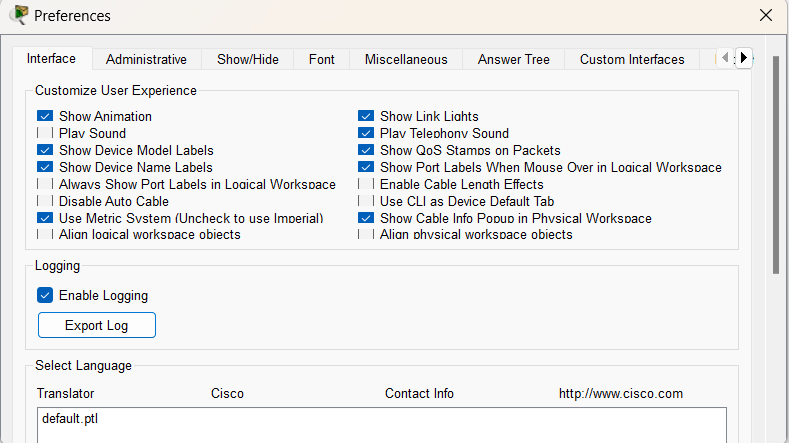 Preferences
Interface Administrative Show/Hide Font Miscellaneous Answer Tree Custom Interfaces
Customize User Experience
Show Animation Show Link Lights
Play Sound Play Telephony Sound
Show Device Model Labels Show QoS Stamps on Packets
Show Device Name Labels Show Port Labels When Mouse Over in Logical Workspace
Always Show Port Labels in Logical Workspace Enable Cable Length Effects
Disable Auto Cable Use CLI as Device Default Tab
Use Metric System (Uncheck to use Imperial) Show Cable Info Popup in Physical Workspace
Align logical workspace objects Align physical workspace objects
Logging
Enable Logging
Export Log
Select Language
Translator Cisco Contact Info http://www.cisco.com
default.ptl